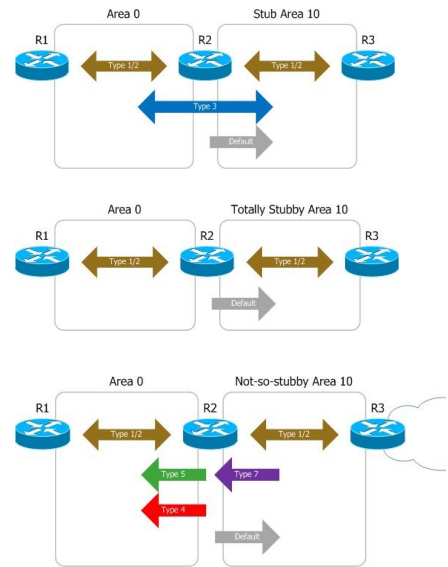 Area 0
Stub Area 10
R1
R2
R3
Type 1/2
Type 1/2
Type 3
Default
Area 0
Totally Stubby Area 10
R1
R2
R3
Type 1/2
Type 1/2
Default
Area 0
Not-so-stubby Area 10
R1
R2
R3
Type 1/2
Type 1/2
Type 5
Type 7
Type 4
Default